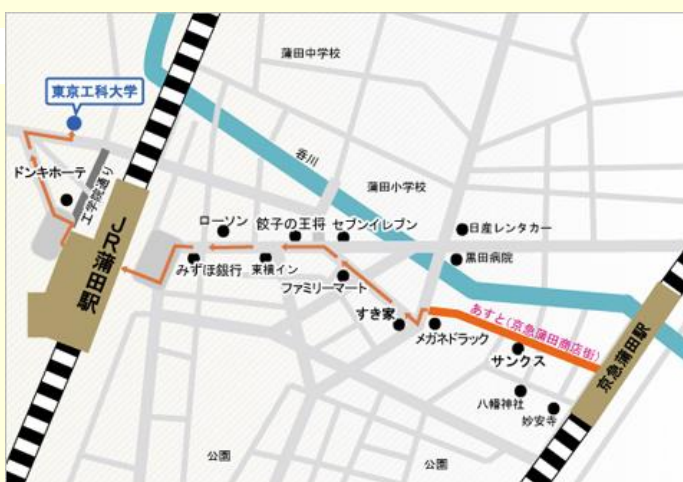 蒲田中学校
東京工科大学
呑川
ドンキホーテ
工学院通り
蒲田小学校
ローソン
餃子の王将
セブンイレブン
日産レンタカー
JR蒲田駅
みずほ銀行
東横イン
黒田病院
ファミリーマート
あすと(京急蒲田商店街)
すき家
メガネドラック
サンクス
京急蒲田駅
八幡神社
妙安寺
公園
公園